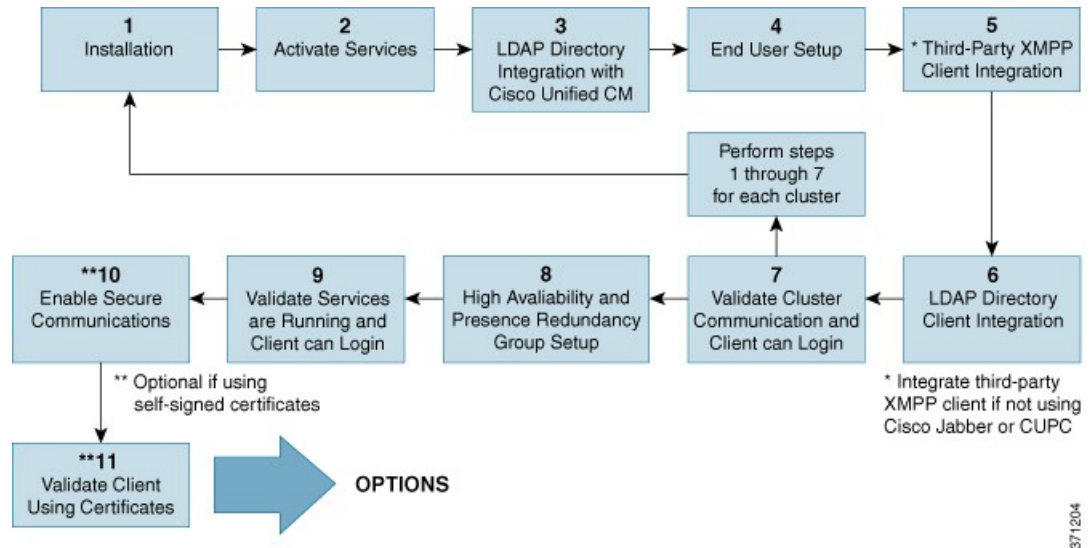 1
Installation
2
Activate Services
3
LDAP Directory
Integration with
Cisco Unified CM
4
End User Setup
5
* Third-Party XMPP
Client Integration
Perform steps
1 through 7
for each cluster
**10
Enable Secure
Communications
9
Validate Services
are Running and
Client can Login
8
High Avaliability and
Presence Redundancy
Group Setup
7
Validate Cluster
Communication and
Client can Login
6
LDAP Directory
Client Integration
** Optional if using
self-signed certificates
* Integrate third-party
XMPP client if not using
Cisco Jabber or CUPC
**11
Validate Client
Using Certificates
OPTIONS
371204